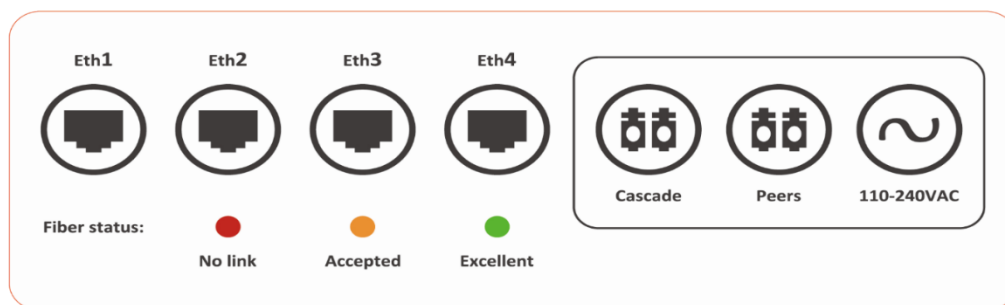 Eth1 Eth2 Eth3 Eth4
Cascade Peers 110-240VAC
Fiber status:
No link Accepted Excellent